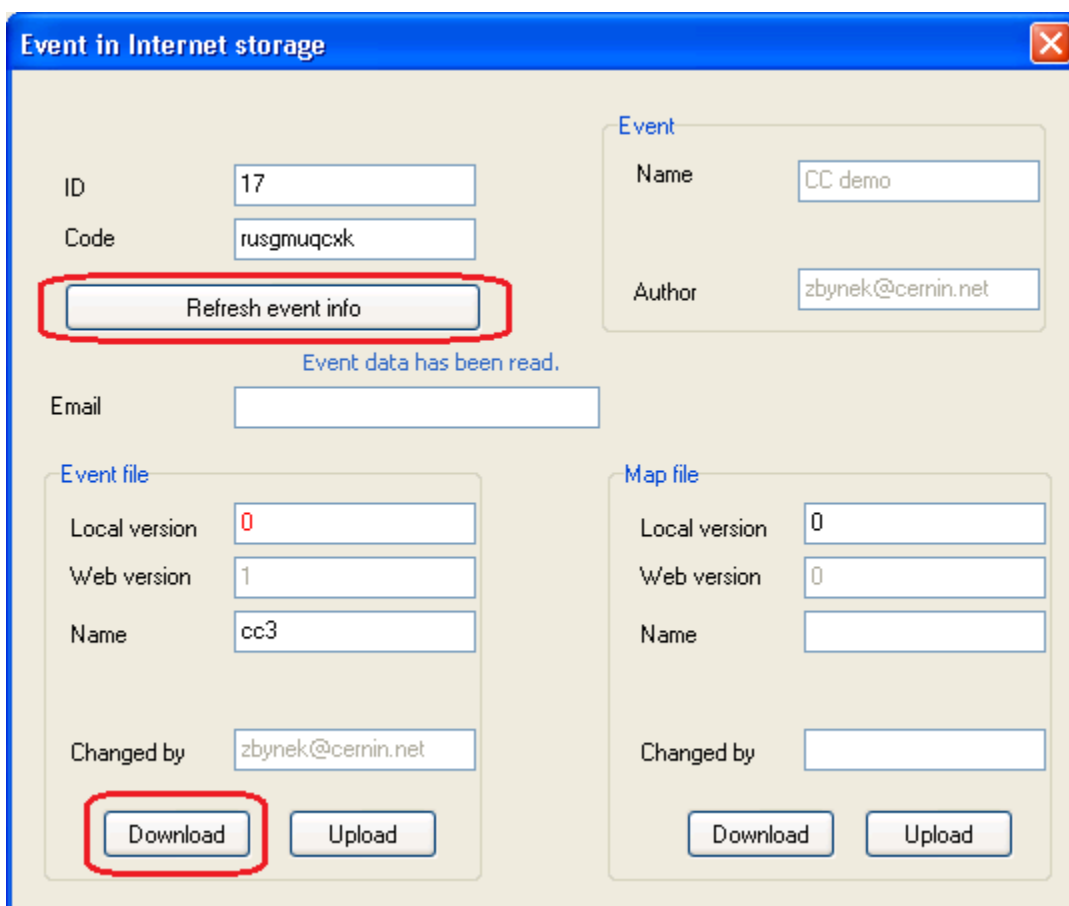 Event in Internet storage
ID 17
Code rusgmuqcxk
Refresh event info
Event data has been read.
Email
Event
Name CC demo
Author zbynek@cernin.net
Event file
Local version 0
Web version 1
Name cc3
Changed by zbynek@cernin.net
Download Upload
Map file
Local version 0
Web version 0
Name
Changed by
Download Upload